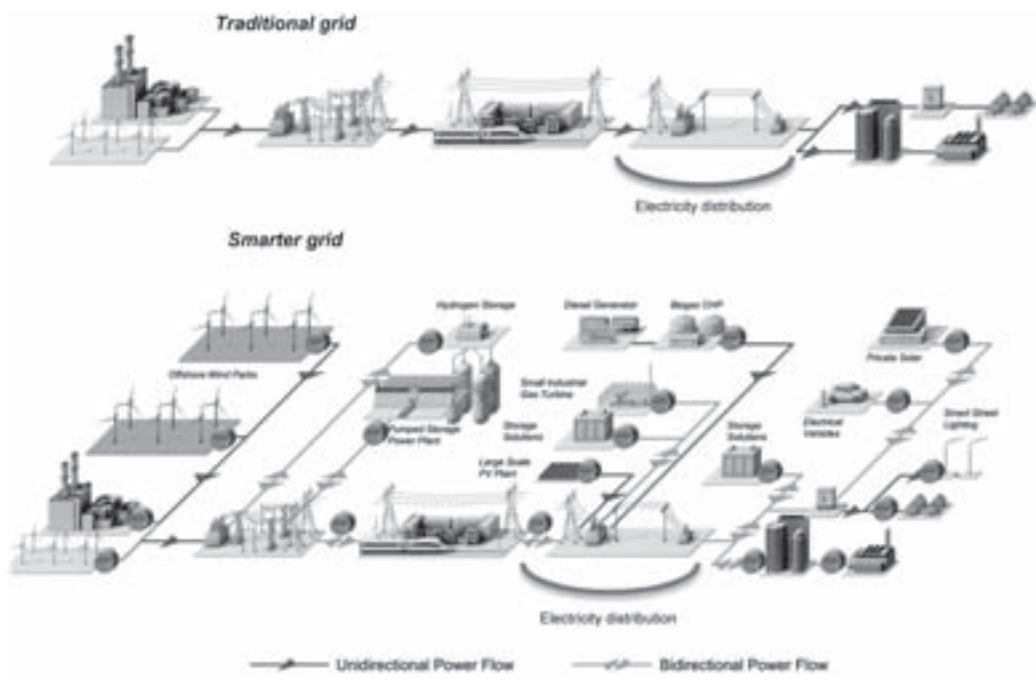 Traditional grid
Electricity distribution
Smarter grid
Hydrogen Storage
Diesel Generator
Biogas CHP
Offshore Wind Parks
Private Solar
Pumped Storage
Power Plant
Small Industrial
Gas Turbine
Storage
Solutions
Large Scale
PV Plant
Storage
Solutions
Electrical
Vehicles
Smart Street
Lighting
Electricity distribution
Unidirectional Power Flow
Bidirectional Power Flow